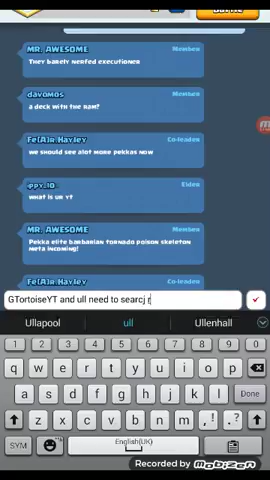 Battle
MR. AWESOME Member
They barely nerfed executioner
davomos Member
a deck with the ram?
Fe(A)r.Hayley Co-leader
we should see alot more pekkas now
Elder
what is ur YT
MR. AWESOME Member
Pekka elite barbarian tornado poison skeleton
meta incoming!
Fe(A)r.Hayley Co-leader
GTortoiseYT and ull need to searcj r
Ullapool ull Ullenhall
1 2 3 4 5 6 7 8 9 0
q w e r t y u i o p
a s d f g h j k l Done
z x c v b n m ,! .?
SYM English(UK)
Recorded by Mobizen